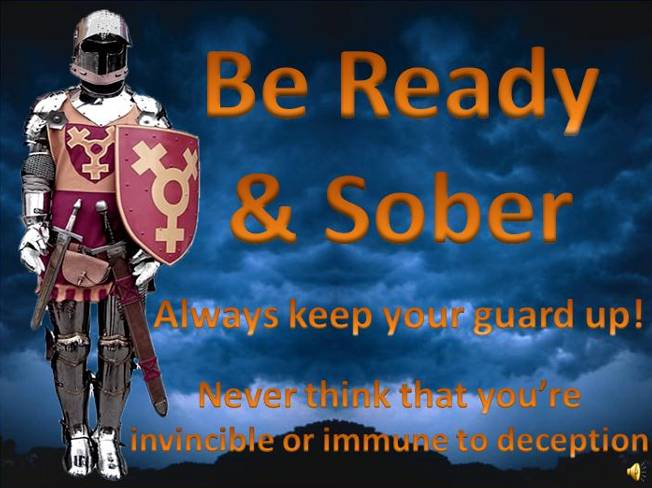 Be Ready
& Sober
Always keep your guard up!
Never think that you’re
invincible or immune to deception